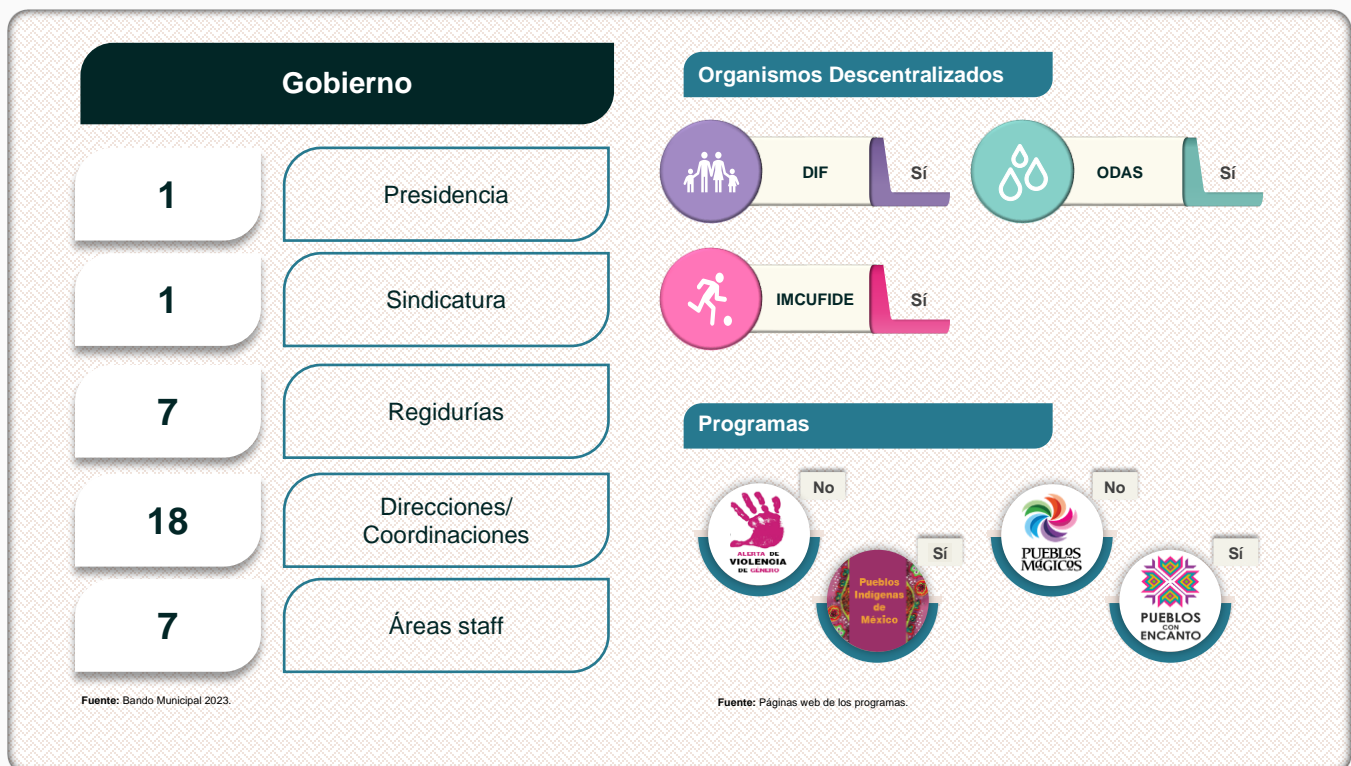 Gobierno
1
Presidencia
1
Sindicatura
7
Regidurías
18
Direcciones/
Coordinaciones
7
Áreas staff
Fuente: Bando Municipal 2023.
Organismos Descentralizados
DIF
Sí
ODAS
Sí
IMCUFIDE
Sí
Programas
No
ALERTA DE
VIOLENCIA
DE GÉNERO
Sí
Pueblos
Indígenas
de
México
No
PUEBLOS
MáGICOS
Sí
PUEBLOS
CON
ENCANTO
Fuente: Páginas web de los programas.